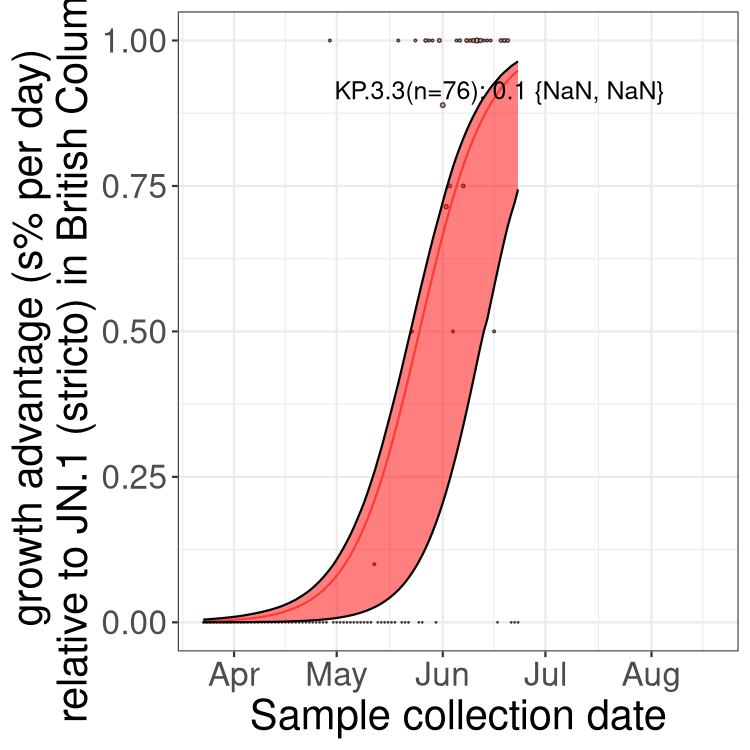 growth advantage (s% per day)
relative to JN.1 (stricto) in British Colum
1.00
0.75
0.50
0.25
0.00
KP.3.3(n=76): 0.1 {NaN, NaN}
Apr May Jun Jul Aug
Sample collection date